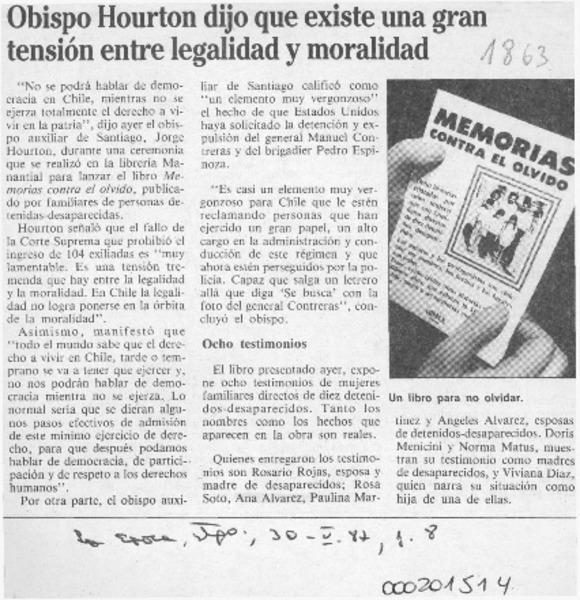 Obispo Hourton dijo que existe una gran
tensión entre legalidad y moralidad
1863
"No se podrá hablar de demo-
cracia en Chile, mientras no se
ejerza totalmente el derecho a vi-
vir en la patria", dijo ayer el obis-
po auxiliar de Santiago, Jorge
Hourton, durante una ceremonia
que se realizó en la librería Ma-
nantial para lanzar el libro Me-
morias contra el olvido, publica-
do por familiares de personas de-
tenidas-desaparecidas.
Hourton señaló que el fallo de
la Corte Suprema que prohibió el
ingreso de 104 exiliadas es "muy
lamentable. Es una tensión tre-
menda que hay entre la legalidad
y la moralidad. En Chile la legali-
dad no logra ponerse en la órbita
de la moralidad".
Asimismo, manifestó que
"todo el mundo sabe que el dere-
cho a vivir en Chile, tarde o tem-
prano se va a tener que ejercer y,
no nos podrán hablar de demo-
cracia mientra no se ejerza. Lo
normal sería que se dieran algu-
nos pasos efectivos de admisión
de este mínimo ejercicio de dere-
cho, para que después podamos
hablar de democracia, de partici-
pación y de respeto a los derechos
humanos".
Por otra parte, el obispo auxi-
liar de Santiago calificó como
"un elemento muy vergonzoso"
el hecho de que Estados Unidos
haya solicitado la detención y ex-
pulsión del general Manuel Con-
treras y del brigadier Pedro Espi-
noza.
"Es casi un elemento muy ver-
gonzoso para Chile que le estén
reclamando personas que han
ejercido un gran papel, un alto
cargo en la administración y con-
ducción de este régimen y que
ahora estén perseguidos por la po-
licía. Capaz que salga un letrero
allá que diga 'Se busca' con la
foto del general Contreras", con-
cluyó el obispo.
Ocho testimonios
El libro presentado ayer, expo-
ne ocho testimonios de mujeres
familiares directos de diez deteni-
dos-desaparecidos. Tanto los
nombres como los hechos que
aparecen en la obra son reales.
Quienes entregaron los testimo-
nios son Rosario Rojas, esposa y
madre de desaparecidos; Rosa
Soto, Ana Alvarez, Paulina Mar-
MEMORIAS
CONTRA EL OLVIDO
Un libro para no olvidar.
tínez y Angeles Alvarez, esposas
de detenidos-desaparecidos. Doris
Menicini y Norma Matus, mues-
tran su testimonio como madres
de desaparecidos, y Viviana Díaz,
quien narra su situación como
hija de una de ellas.
La Epoca, Stgo., 30-V.87, p. 8
000201514